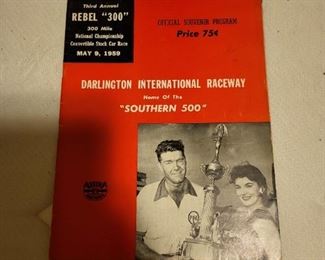 Third Annual
REBEL "300"
300 Mile
National Championship
Convertible Stock Car Race
MAY 9, 1959
OFFICIAL SOUVENIR PROGRAM
Price 75¢
DARLINGTON INTERNATIONAL RACEWAY
Home Of The
"SOUTHERN 500"